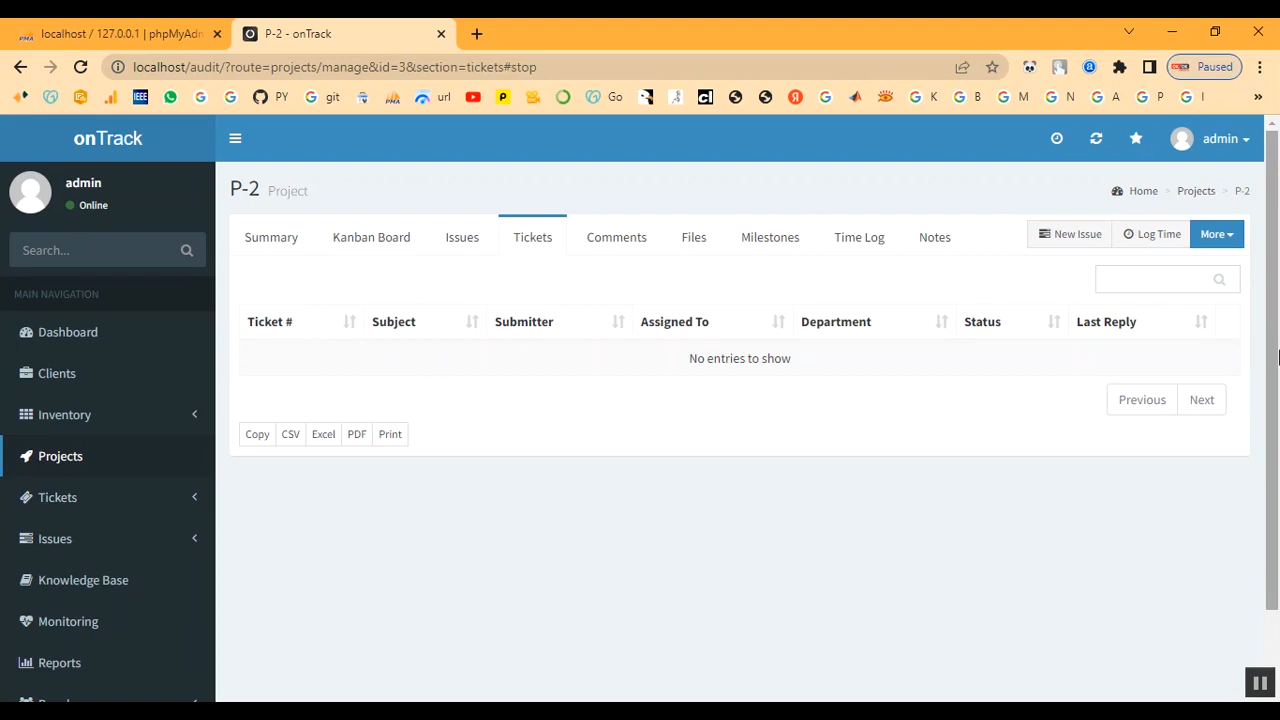 localhost / 127.0.0.1 | phpMyAdm
P-2 - onTrack
localhost/audit/?route=projects/manage&id=3&section=tickets#stop
Paused
IEEE
PY
git
url
Go
K
B
M
N
A
P
I
onTrack
admin
P-2 Project
Home > Projects > P-2
admin
Online
Search...
MAIN NAVIGATION
Dashboard
Clients
Inventory
Projects
Tickets
Issues
Knowledge Base
Monitoring
Reports
Summary
Kanban Board
Issues
Tickets
Comments
Files
Milestones
Time Log
Notes
New Issue
Log Time
More
Ticket # Subject Submitter Assigned To Department Status Last Reply
No entries to show
Previous Next
Copy CSV Excel PDF Print